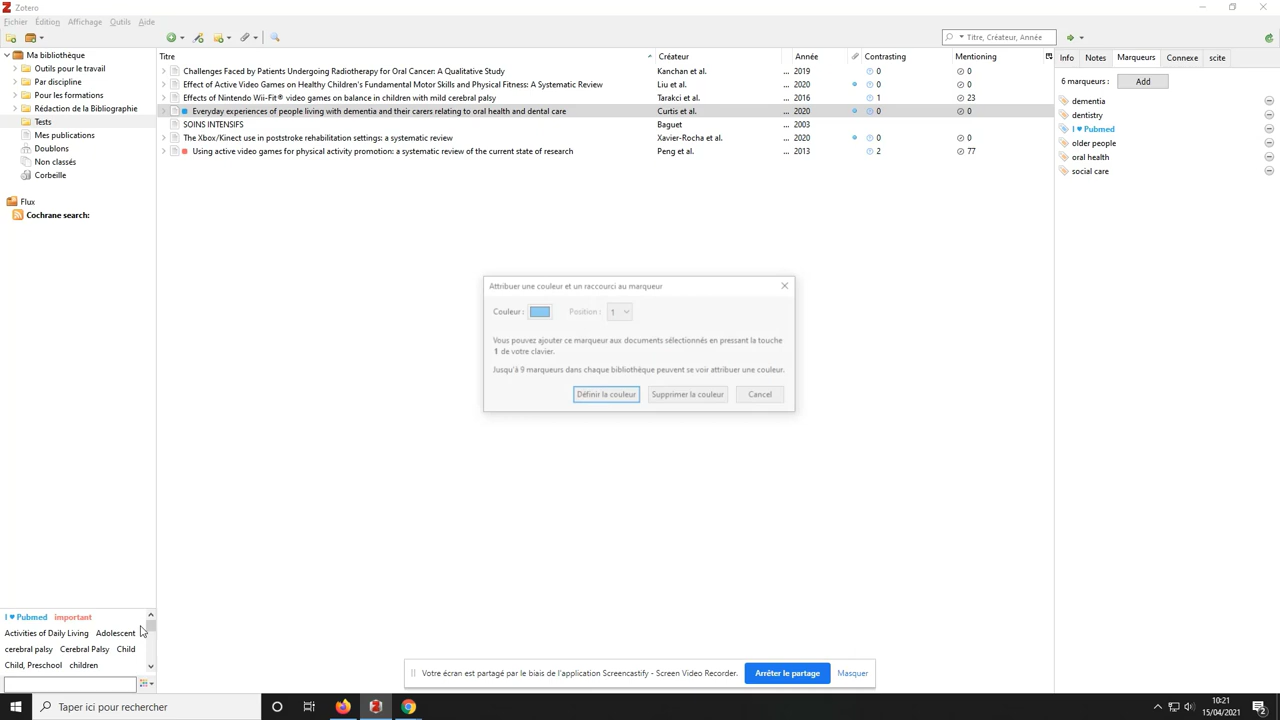 Zotero
Fichier Édition Affichage Outils Aide
Titre, Créateur, Année
Ma bibliothèque
Outils pour le travail
Par discipline
Pour les formations
Rédaction de la Bibliographie
Tests
Mes publications
Doublons
Non classés
Corbeille
Flux
Cochrane search:
Titre Créateur Année Contrasting Mentioning
Challenges Faced by Patients Undergoing Radiotherapy for Oral Cancer: A Qualitative Study Kanchan et al. ... 2019 0 0
Effect of Active Video Games on Healthy Children's Fundamental Motor Skills and Physical Fitness: A Systematic Review Liu et al. ... 2020 0 0
Effects of Nintendo Wii-Fit® video games on balance in children with mild cerebral palsy Tarakci et al. ... 2016 1 23
Everyday experiences of people living with dementia and their carers relating to oral health and dental care Curtis et al. ... 2020 0 0
SOINS INTENSIFS Baguet ... 2003
The Xbox/Kinect use in poststroke rehabilitation settings: a systematic review Xavier-Rocha et al. ... 2020 0 0
Using active video games for physical activity promotion: a systematic review of the current state of research Peng et al. ... 2013 2 77
Info Notes Marqueurs Connexe scite
6 marqueurs : Add
dementia
dentistry
I ♥ Pubmed
older people
oral health
social care
Attribuer une couleur et un raccourci au marqueur
Couleur : Position : 1
Vous pouvez ajouter ce marqueur aux documents sélectionnés en pressant la touche
1 de votre clavier.
Jusqu'à 9 marqueurs dans chaque bibliothèque peuvent se voir attribuer une couleur.
Définir la couleur Supprimer la couleur Cancel
I ♥ Pubmed important
Activities of Daily Living Adolescent
cerebral palsy Cerebral Palsy Child
Child, Preschool children
Votre écran est partagé par le biais de l'application Screencastify - Screen Video Recorder. Arrêter le partage Masquer
Taper ici pour rechercher
10:21
15/04/2021
2